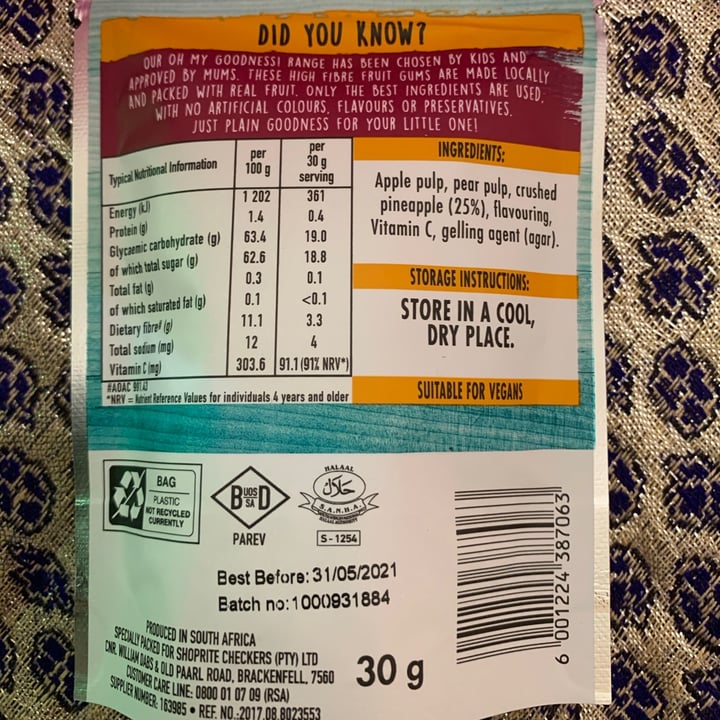 DID YOU KNOW?
OUR OH MY GOODNESS! RANGE HAS BEEN CHOSEN BY KIDS AND
APPROVED BY MUMS. THESE HIGH FIBRE FRUIT GUMS ARE MADE LOCALLY
AND PACKED WITH REAL FRUIT. ONLY THE BEST INGREDIENTS ARE USED,
WITH NO ARTIFICIAL COLOURS, FLAVOURS OR PRESERVATIVES.
JUST PLAIN GOODNESS FOR YOUR LITTLE ONE!
Typical Nutritional Information per 100 g per 30 g serving
Energy (kJ) 1 202 361
Protein (g) 1.4 0.4
Glycaemic carbohydrate (g) 63.4 19.0
of which total sugar (g) 62.6 18.8
Total fat (g) 0.3 0.1
of which saturated fat (g) 0.1 <0.1
Dietary fibre# (g) 11.1 3.3
Total sodium (mg) 12 4
Vitamin C (mg) 303.6 91.1 (91% NRV*)
#AOAC 991.43
*NRV = Nutrient Reference Values for individuals 4 years and older
INGREDIENTS:
Apple pulp, pear pulp, crushed
pineapple (25%), flavouring,
Vitamin C, gelling agent (agar).
STORAGE INSTRUCTIONS:
STORE IN A COOL,
DRY PLACE.
SUITABLE FOR VEGANS
BAG
PLASTIC
NOT RECYCLED
CURRENTLY
B UOS SA D
PAREV
HALAAL
حلال
S.A.N.H.A.
HALAAL AUTHORITY
S-1254
Best Before: 31/05/2021
Batch no: 1000931884
PRODUCED IN SOUTH AFRICA
SPECIALLY PACKED FOR SHOPRITE CHECKERS (PTY) LTD
CNR. WILLIAM DABS & OLD PAARL ROAD, BRACKENFELL, 7560
CUSTOMER CARE LINE: 0800 01 07 09 (RSA)
SUPPLIER NUMBER: 163985 • REF. NO.:2017.08.8023553
30 g
6 001224 387063